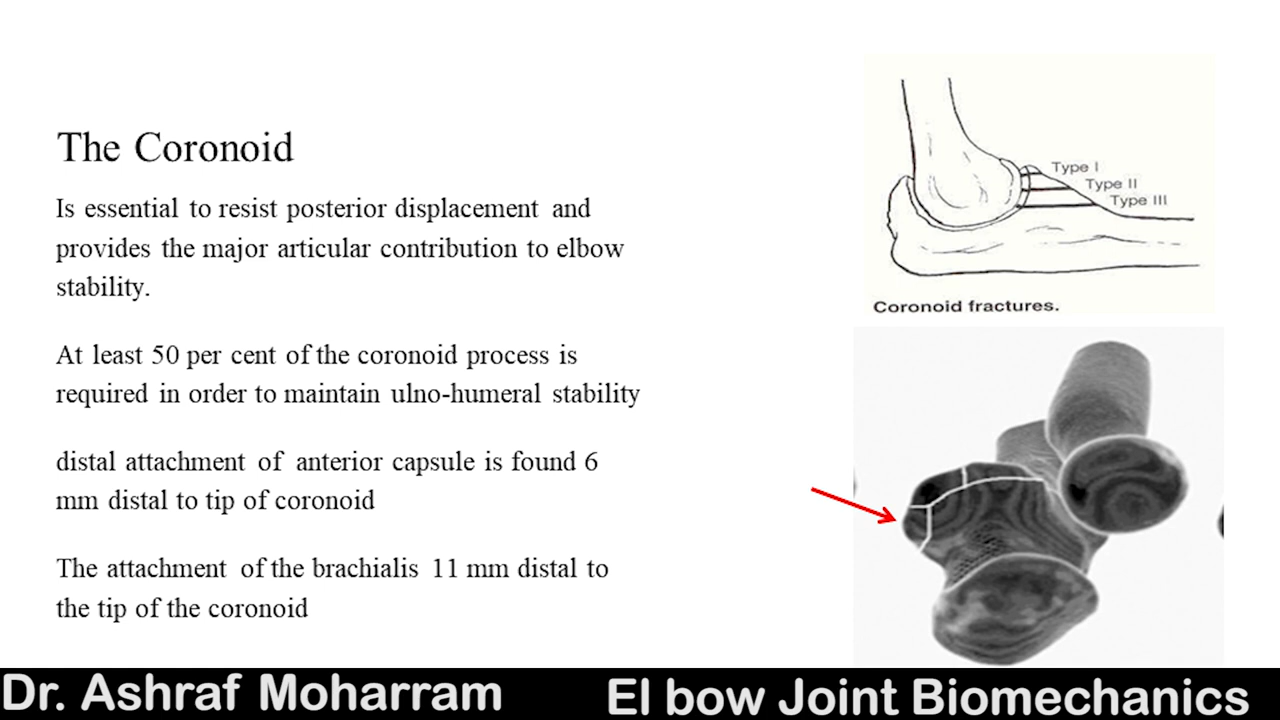 The Coronoid
Is essential to resist posterior displacement and
provides the major articular contribution to elbow
stability.
At least 50 per cent of the coronoid process is
required in order to maintain ulno-humeral stability
distal attachment of anterior capsule is found 6
mm distal to tip of coronoid
The attachment of the brachialis 11 mm distal to
the tip of the coronoid
Type I
Type II
Type III
Coronoid fractures.
Dr. Ashraf Moharram
El bow Joint Biomechanics